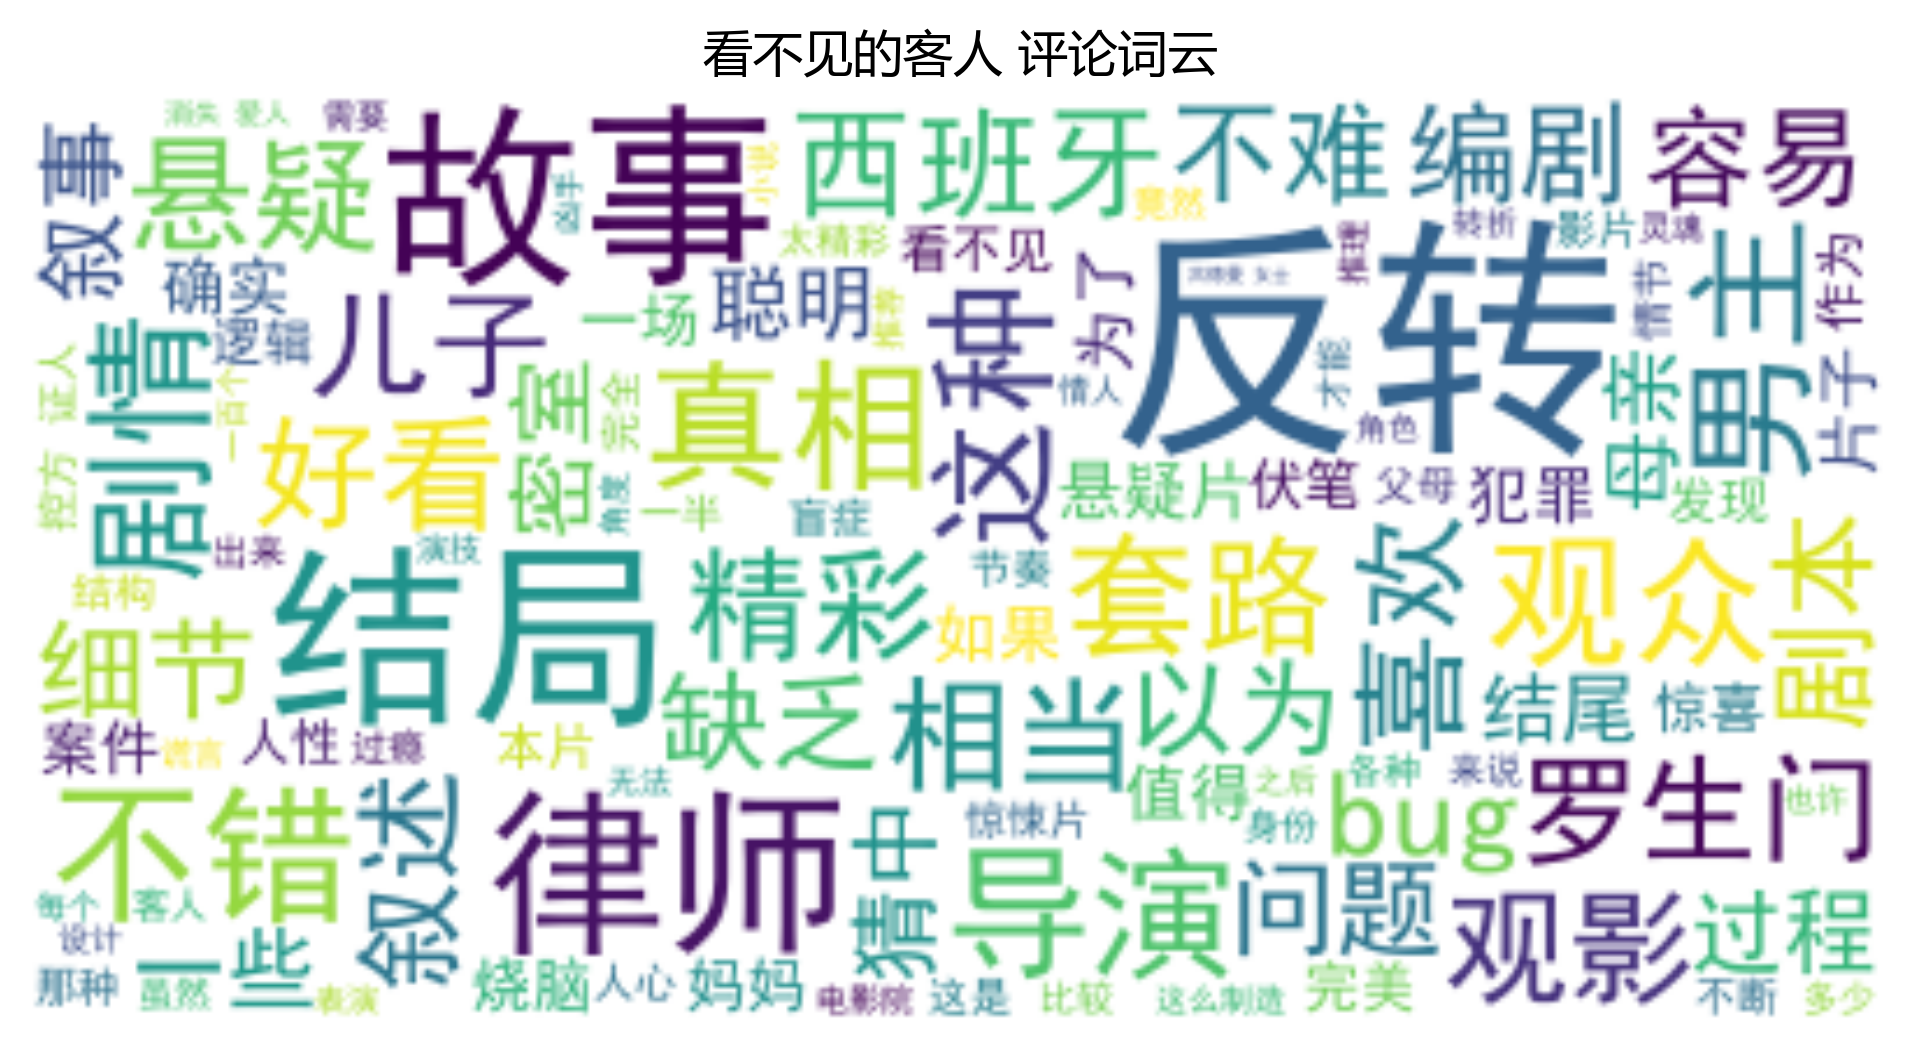 看不见的客人 评论词云
消失 爱人 需要
叙事 悬疑 故事 小说 凶手 西班牙 竟然 不难 编剧 容易
确实 逻辑 儿子 一场 聪明 太精彩 看不见 推荐 这种 为了
反转 推理 转折 影片 灵魂 情节 男主 作为
证人 控方 剧情 一百个 好看 密室 完全 真相 情人 才能 角色 母亲 片子
角度 一半 盲症 悬疑片 伏笔 父母 犯罪 发现
出来 演技 结构 结局 精彩 节奏 如果 套路 喜欢 观众 剧本
细节 缺乏 相当 以为 结尾 惊喜
案件 谎言 人性 过瘾 本片 无法 值得 之后 各种 来说
不错 叙述 律师 猜中 惊悚片 身份 bug 罗生门 也许
每个 客人 设计 导演 问题 观影 过程
那种 虽然 一些 表演 烧脑 人心 妈妈 电影院 这是 比较 这么制造 完美 不断 多少